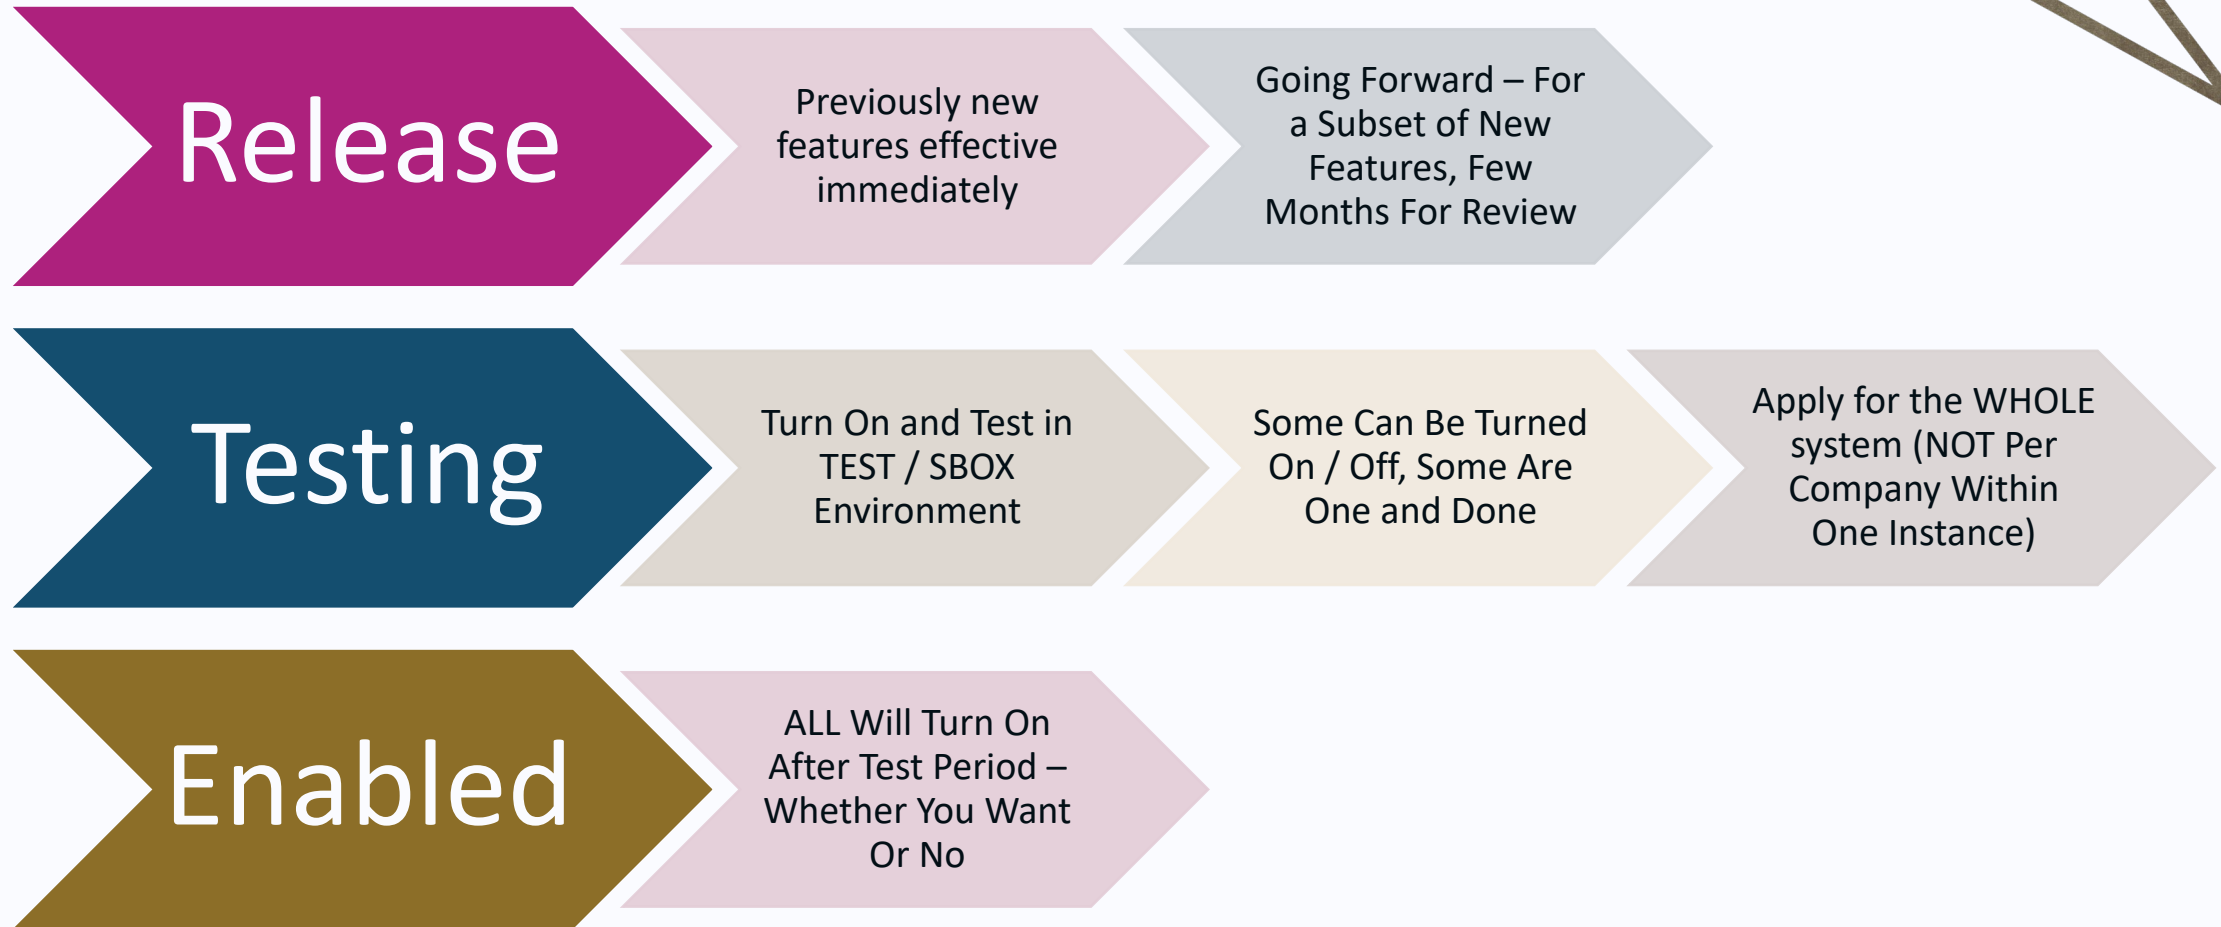 Release
Previously new
features effective
immediately
Going Forward – For
a Subset of New
Features, Few
Months For Review
Testing
Turn On and Test in
TEST / SBOX
Environment
Some Can Be Turned
On / Off, Some Are
One and Done
Apply for the WHOLE
system (NOT Per
Company Within
One Instance)
Enabled
ALL Will Turn On
After Test Period –
Whether You Want
Or No